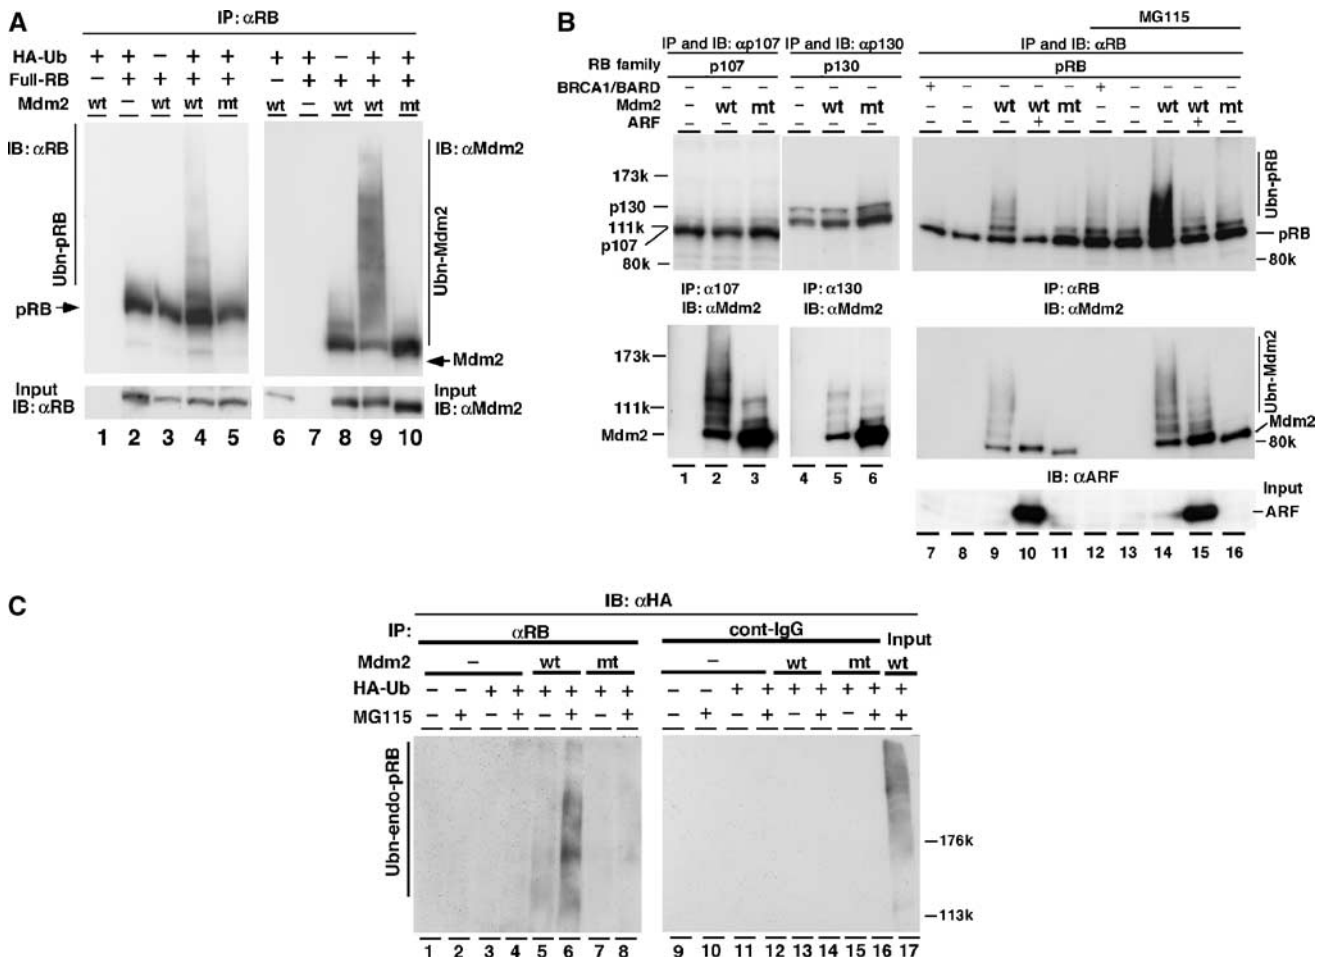 A
IP: αRB
HA-Ub + + − + + + + − + +
Full-RB − + + + + − + + + +
Mdm2 wt − wt wt mt wt − wt wt mt
IB: αRB
IB: αMdm2
Ubn-pRB
Ubn-Mdm2
pRB
Mdm2
Input
IB: αRB
Input
IB: αMdm2
1 2 3 4 5 6 7 8 9 10
B
MG115
IP and IB: αp107 IP and IB: αp130 IP and IB: αRB
RB family p107 p130 pRB
BRCA1/BARD − − − − − − + − − − − + − − − −
Mdm2 − wt mt − wt mt − − wt wt mt − − wt wt mt
ARF − − − − − − − − − + − − − − + −
173k
p130
111k
p107
80k
Ubn-pRB
pRB
80k
IP: α107
IB: αMdm2
IP: α130
IB: αMdm2
IP: αRB
IB: αMdm2
173k
111k
Mdm2
Ubn-Mdm2
Mdm2
80k
IB: αARF
Input
ARF
1 2 3 4 5 6
7 8 9 10 11 12 13 14 15 16
C
IB: αHA
IP: αRB cont-IgG Input
Mdm2 − wt mt − wt mt wt
HA-Ub − − + + + + + + − − + + + + + + +
MG115 − + − + − + − + − + − + − + − + +
Ubn-endo-pRB
176k
113k
1 2 3 4 5 6 7 8 9 10 11 12 13 14 15 16 17